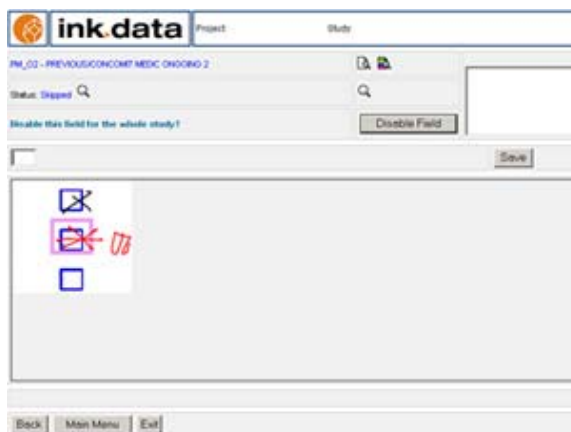 ink.data Project Study
PM_02 - PREVIOUS/CONCOMIT MEDIC ONGOING 2
Status: Skipped
Disable this field for the whole study? Disable Field
Save
Back Main Menu Exit